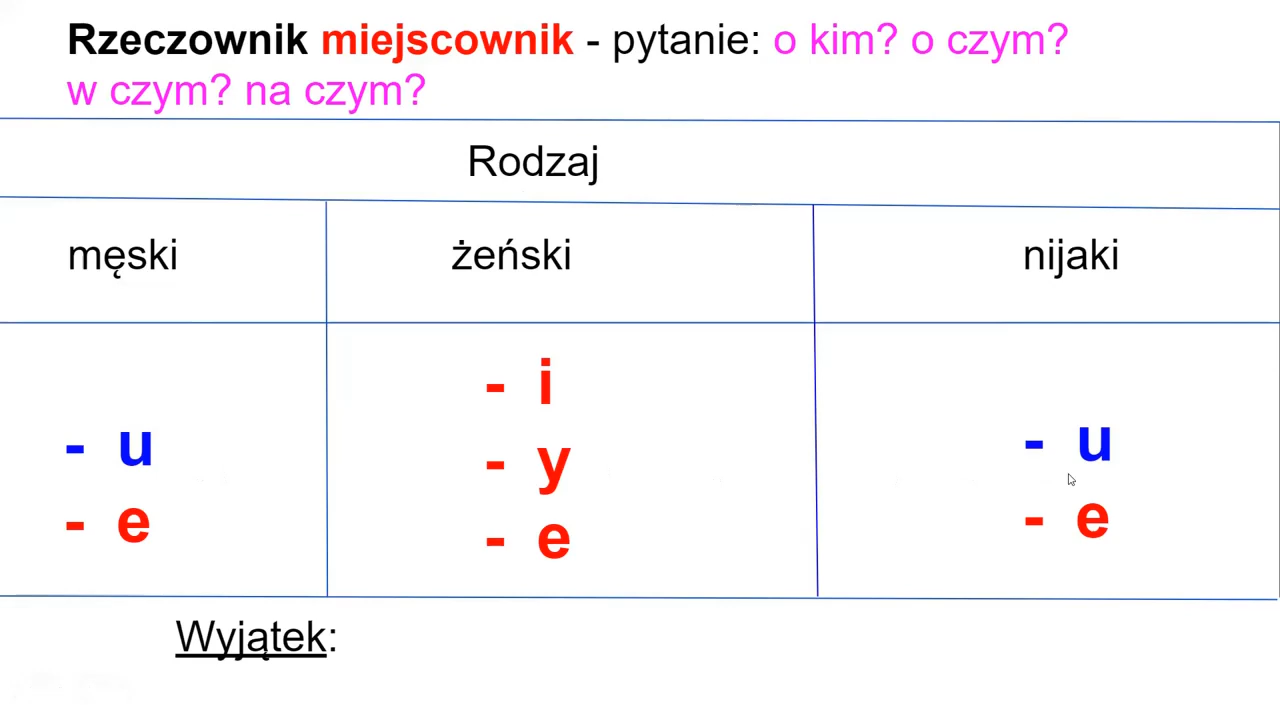 Rzeczownik miejscownik - pytanie: o kim? o czym?
w czym? na czym?
Rodzaj
męski żeński nijaki
- i
- u - y - u
- e - e - e
Wyjątek: